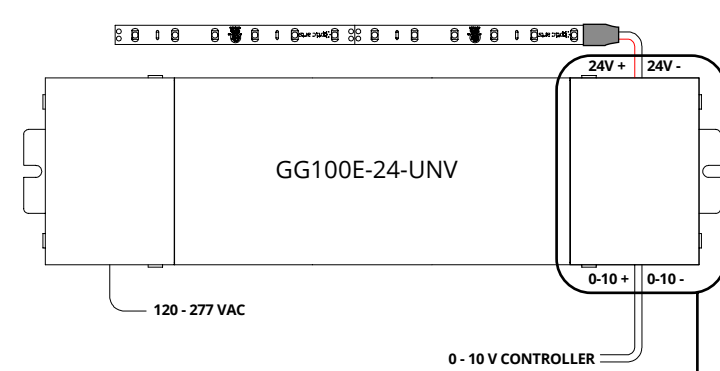 24V + 24V -
GG100E-24-UNV
0-10 + 0-10 -
120 - 277 VAC
0 - 10 V CONTROLLER